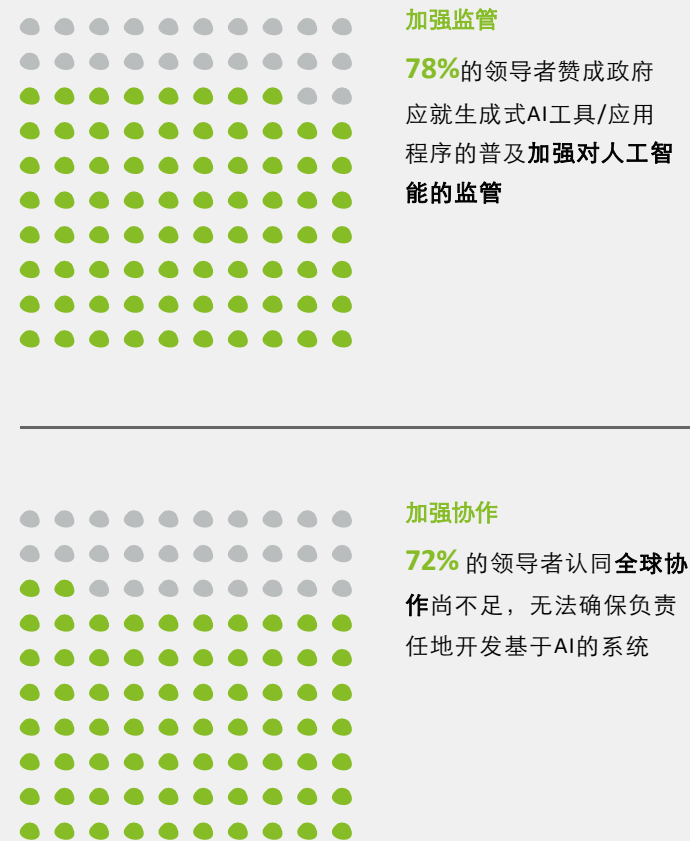 加强监管
78%的领导者赞成政府
应就生成式AI工具/应用
程序的普及加强对人工智
能的监管
加强协作
72% 的领导者认同全球协
作尚不足，无法确保负责
任地开发基于AI的系统